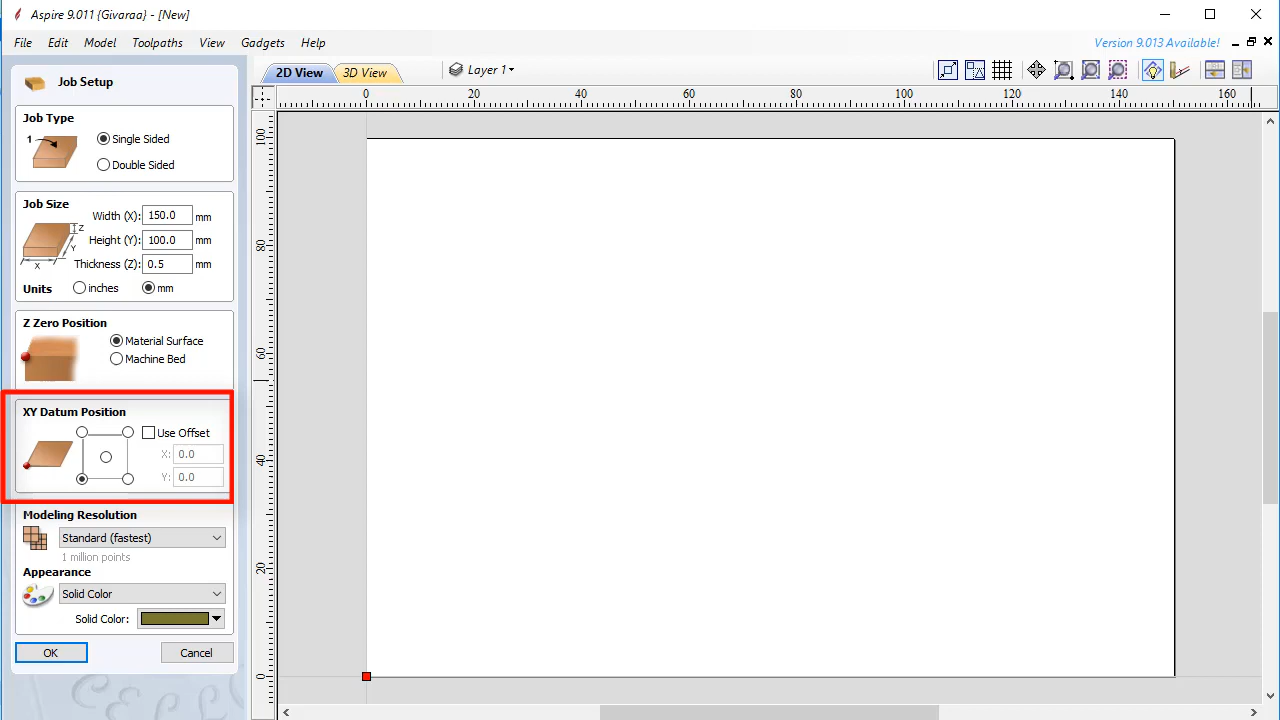 Aspire 9.011 {Givaraa} - [New]
File Edit Model Toolpaths View Gadgets Help
Version 9.013 Available!
Job Setup
Job Type
1
Single Sided
Double Sided
Job Size
Width (X): 150.0 mm
Height (Y): 100.0 mm
Thickness (Z): 0.5 mm
Z
Y
X
Units inches mm
Z Zero Position
Material Surface
Machine Bed
XY Datum Position
Use Offset
X: 0.0
Y: 0.0
Modeling Resolution
Standard (fastest)
1 million points
Appearance
Solid Color
Solid Color:
OK Cancel
2D View 3D View Layer 1
0 20 40 60 80 100 120 140 160
100
80
60
40
20
0